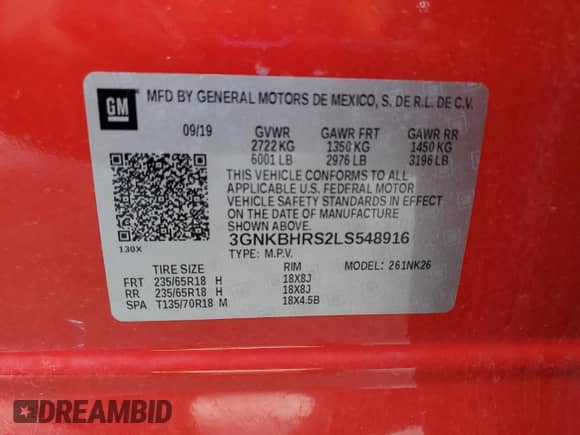 GM
MFD BY GENERAL MOTORS DE MEXICO, S. DE R.L. DE C.V.
09/19 GVWR GAWR FRT GAWR RR
2722 KG 1350 KG 1450 KG
6001 LB 2976 LB 3196 LB
THIS VEHICLE CONFORMS TO ALL
APPLICABLE U.S. FEDERAL MOTOR
VEHICLE SAFETY STANDARDS IN EFFECT
ON THE DATE OF MANUFACTURE
SHOWN ABOVE.
130X
3GNKBHRS2LS548916
TYPE: M.P.V. MODEL: 261NK26
TIRE SIZE RIM
FRT 235/65R18 H 18X8J
RR 235/65R18 H 18X8J
SPA T135/70R18 M 18X4.5B
DREAMBID